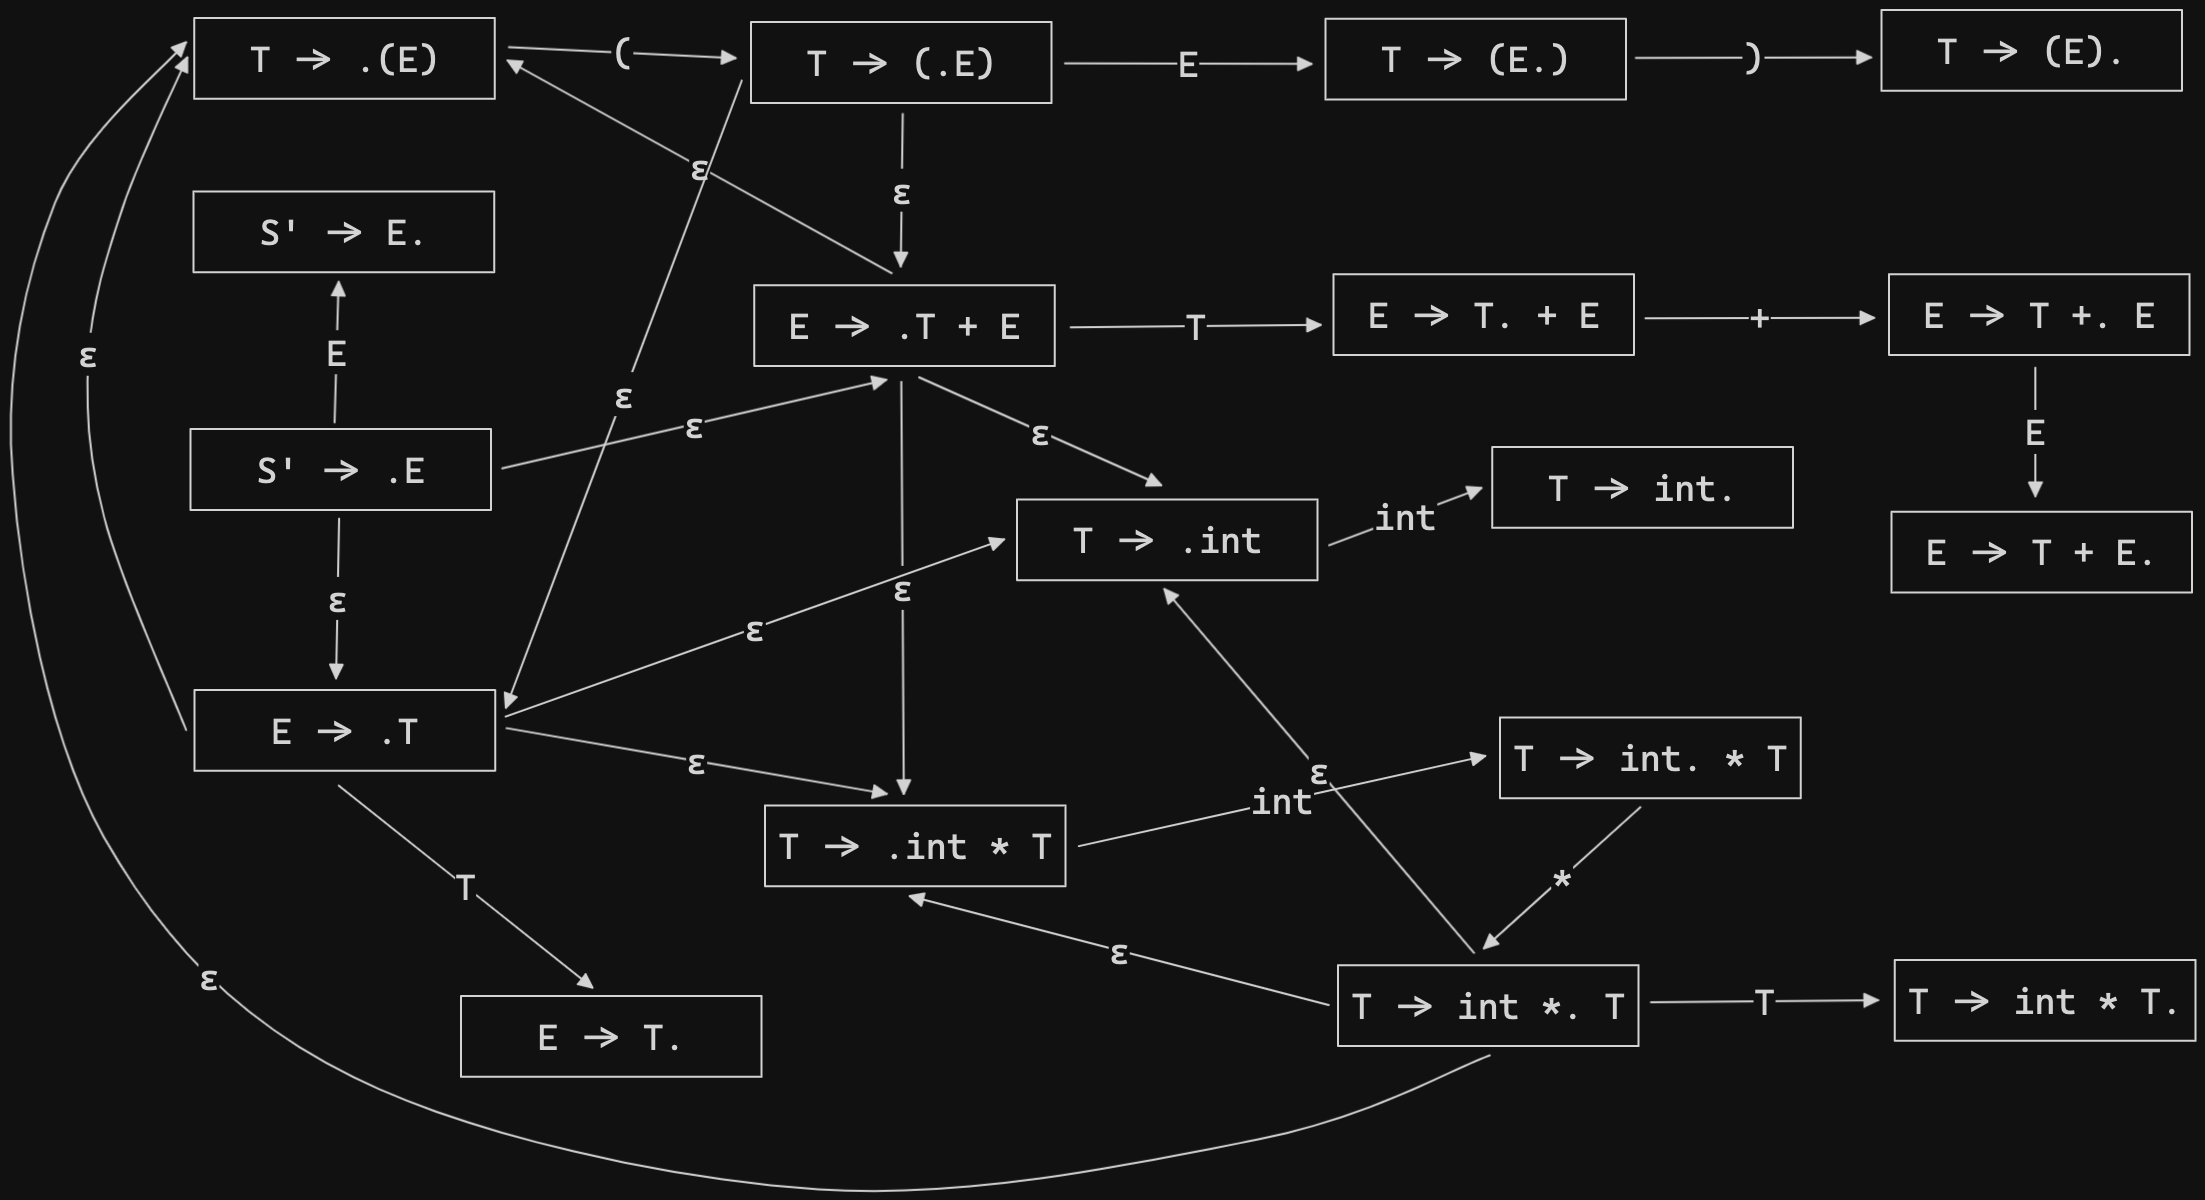 T → .(E)
(
T → (.E)
E
T → (E.)
)
T → (E).
ε
ε
S' → E.
E → .T + E
T
E → T. + E
+
E → T +. E
E
ε
ε
ε
ε
E
S' → .E
T → int.
int
T → .int
E → T + E.
ε
ε
ε
E → .T
ε
ε
int
T → int. * T
T → .int * T
*
T
ε
ε
T → int *. T
T
T → int * T.
E → T.